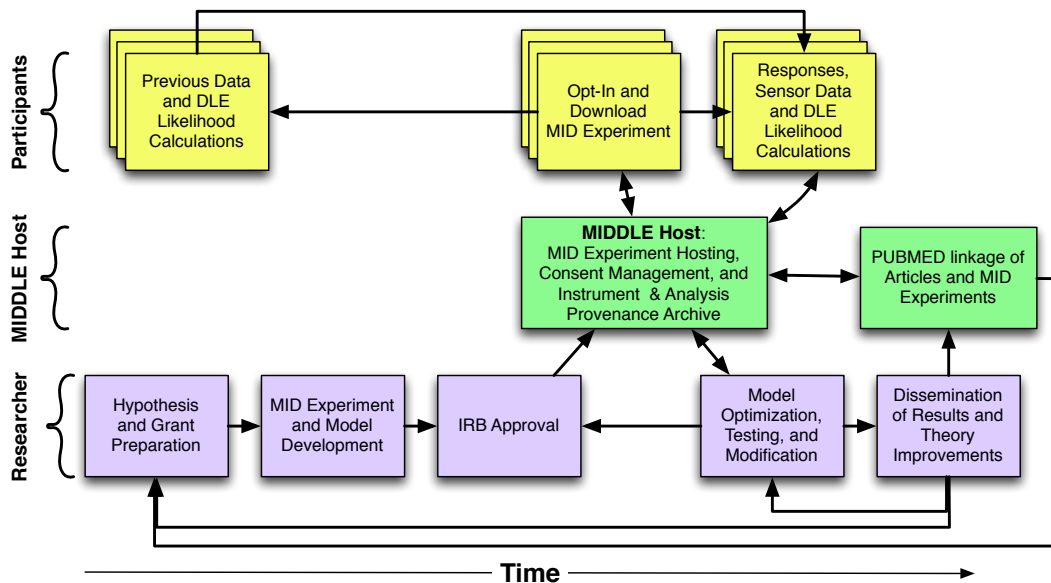 Participants
Previous Data
and DLE
Likelihood
Calculations
Opt-In and
Download
MID Experiment
Responses,
Sensor Data
and DLE
Likelihood
Calculations
MIDDLE Host
MIDDLE Host:
MID Experiment Hosting,
Consent Management, and
Instrument & Analysis
Provenance Archive
PUBMED linkage of
Articles and MID
Experiments
Researcher
Hypothesis
and Grant
Preparation
MID Experiment
and Model
Development
IRB Approval
Model
Optimization,
Testing, and
Modification
Dissemination
of Results and
Theory
Improvements
Time